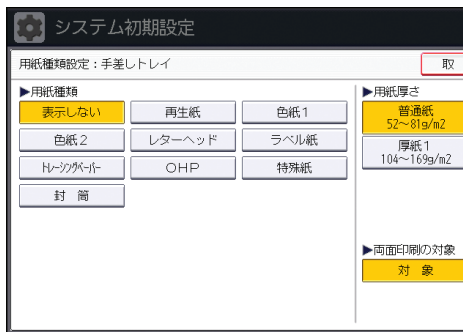 システム初期設定
用紙種類設定：手差しトレイ
取
▶用紙種類
表示しない
再生紙
色紙1
色紙2
レターヘッド
ラベル紙
トレーシングペーパー
OHP
特殊紙
封 筒
▶用紙厚さ
普通紙
52～81g/m2
厚紙1
104～169g/m2
▶両面印刷の対象
対 象